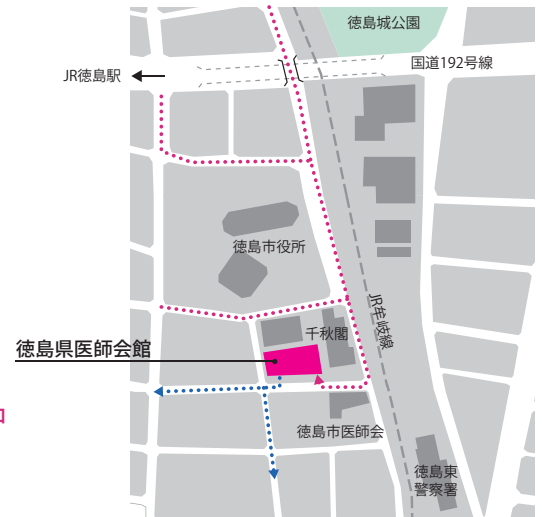 徳島城公園
国道192号線
JR徳島駅
徳島市役所
千秋閣
JR牟岐線
徳島県医師会館
徳島市医師会
徳島東
警察署